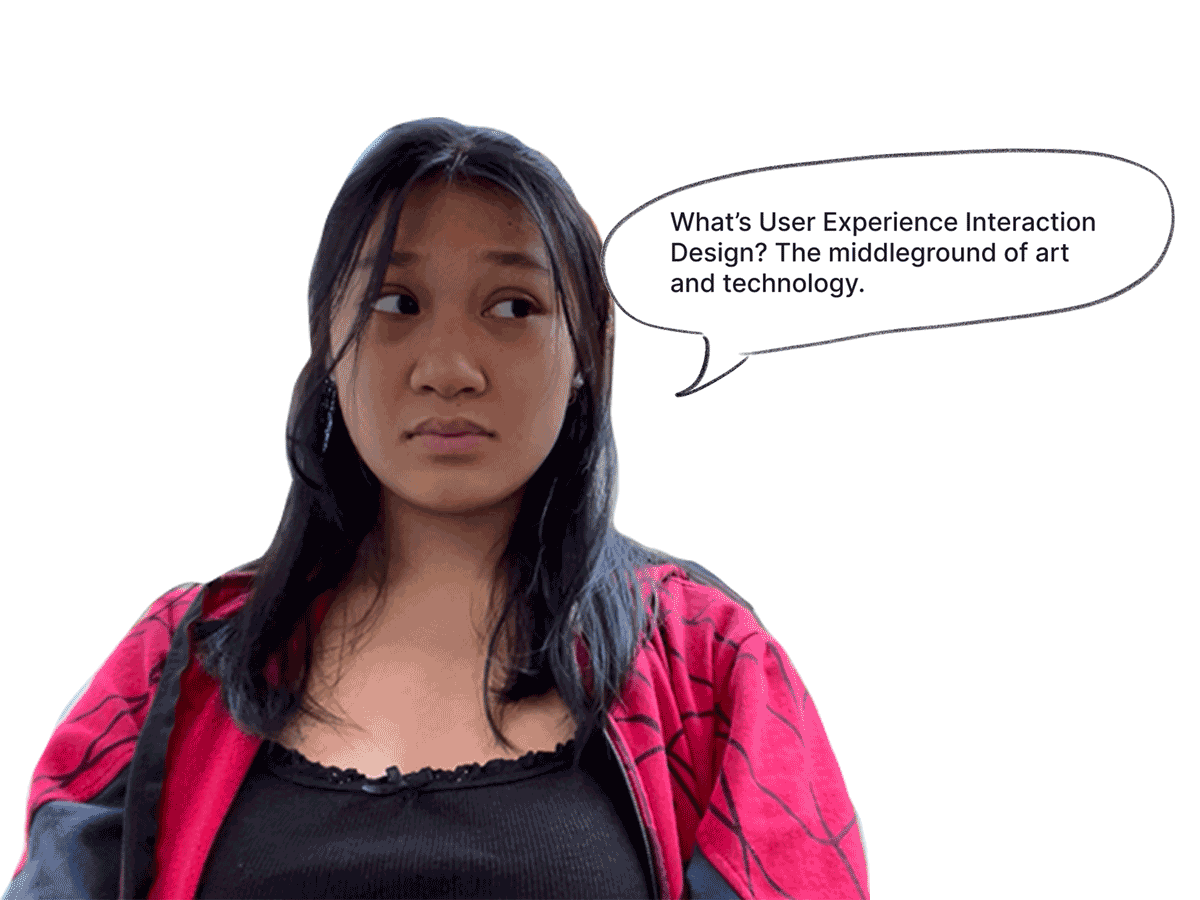 What’s User Experience Interaction
Design? The middleground of art
and technology.